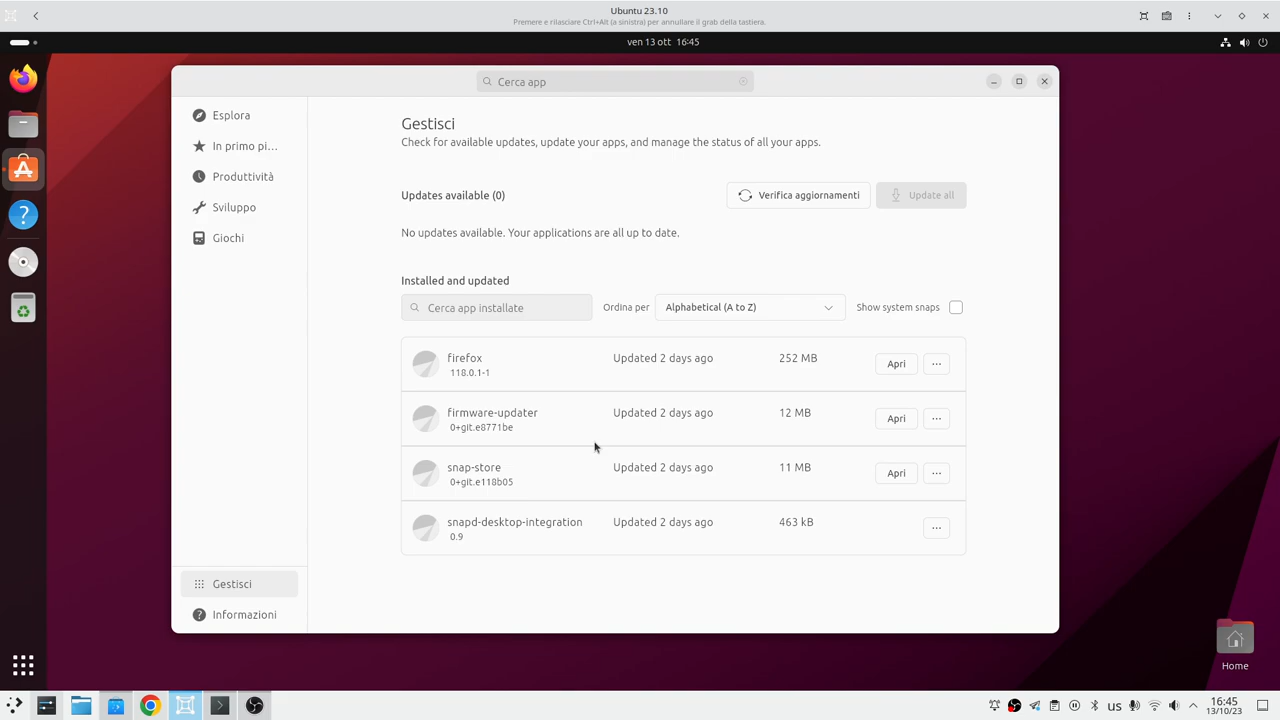 Ubuntu 23.10
Premere e rilasciare Ctrl+Alt (a sinistra) per annullare il grab della tastiera.
ven 13 ott 16:45
Cerca app
Esplora
In primo pi...
Produttività
Sviluppo
Giochi
Gestisci
Informazioni
Gestisci
Check for available updates, update your apps, and manage the status of all your apps.
Updates available (0)
Verifica aggiornamenti
Update all
No updates available. Your applications are all up to date.
Installed and updated
Cerca app installate
Ordina per
Alphabetical (A to Z)
Show system snaps
firefox
118.0.1-1
Updated 2 days ago
252 MB
Apri
firmware-updater
0+git.e8771be
Updated 2 days ago
12 MB
Apri
snap-store
0+git.e118b05
Updated 2 days ago
11 MB
Apri
snapd-desktop-integration
0.9
Updated 2 days ago
463 kB
Home
us
16:45
13/10/23